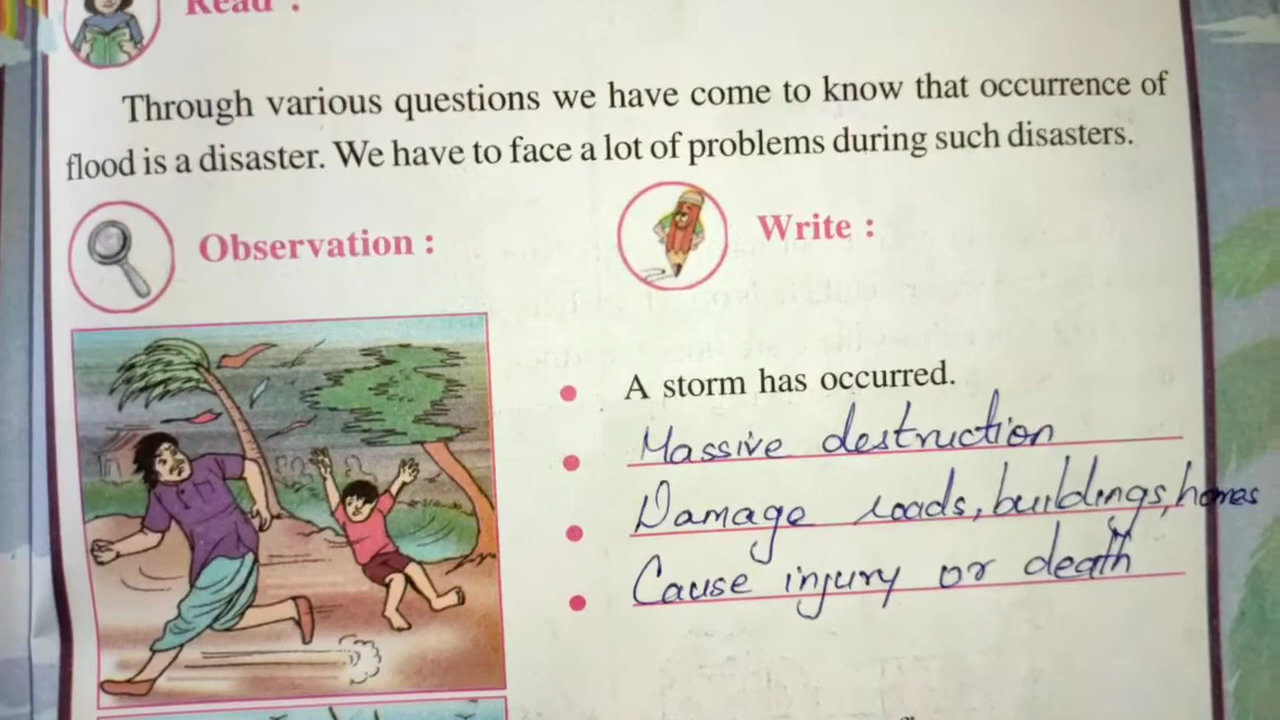 Read :
Through various questions we have come to know that occurrence of
flood is a disaster. We have to face a lot of problems during such disasters.
Observation :
Write :
A storm has occurred.
Massive destruction
Damage roads, buildings, homes
Cause injury or death